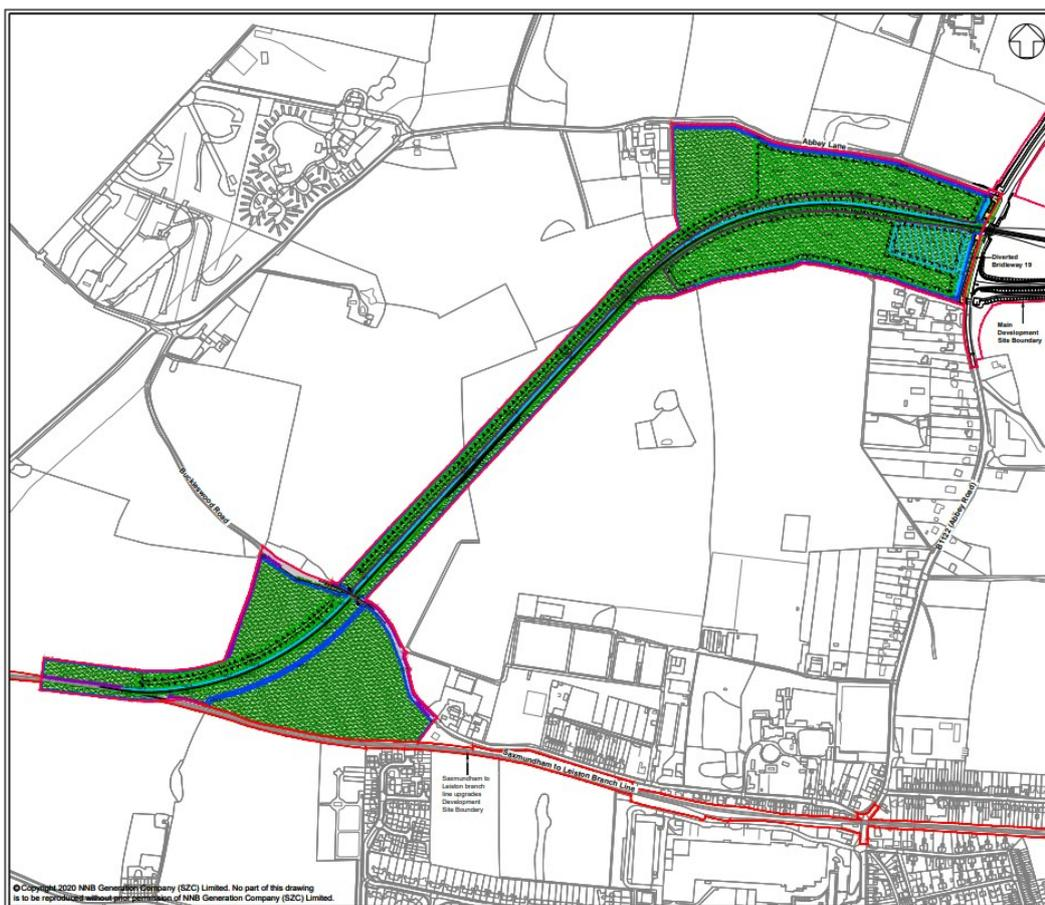 Abbey Lane
Diverted
Bridleway 19
Main
Development
Site Boundary
Buckleswood Road
B1122 (Abbey Road)
Saxmundham to Leiston Branch Line
Saxmundham to
Leiston branch
line upgrades
Development
Site Boundary
© Copyright 2020 NNB Generation Company (SZC) Limited. No part of this drawing
is to be reproduced without prior permission of NNB Generation Company (SZC) Limited.